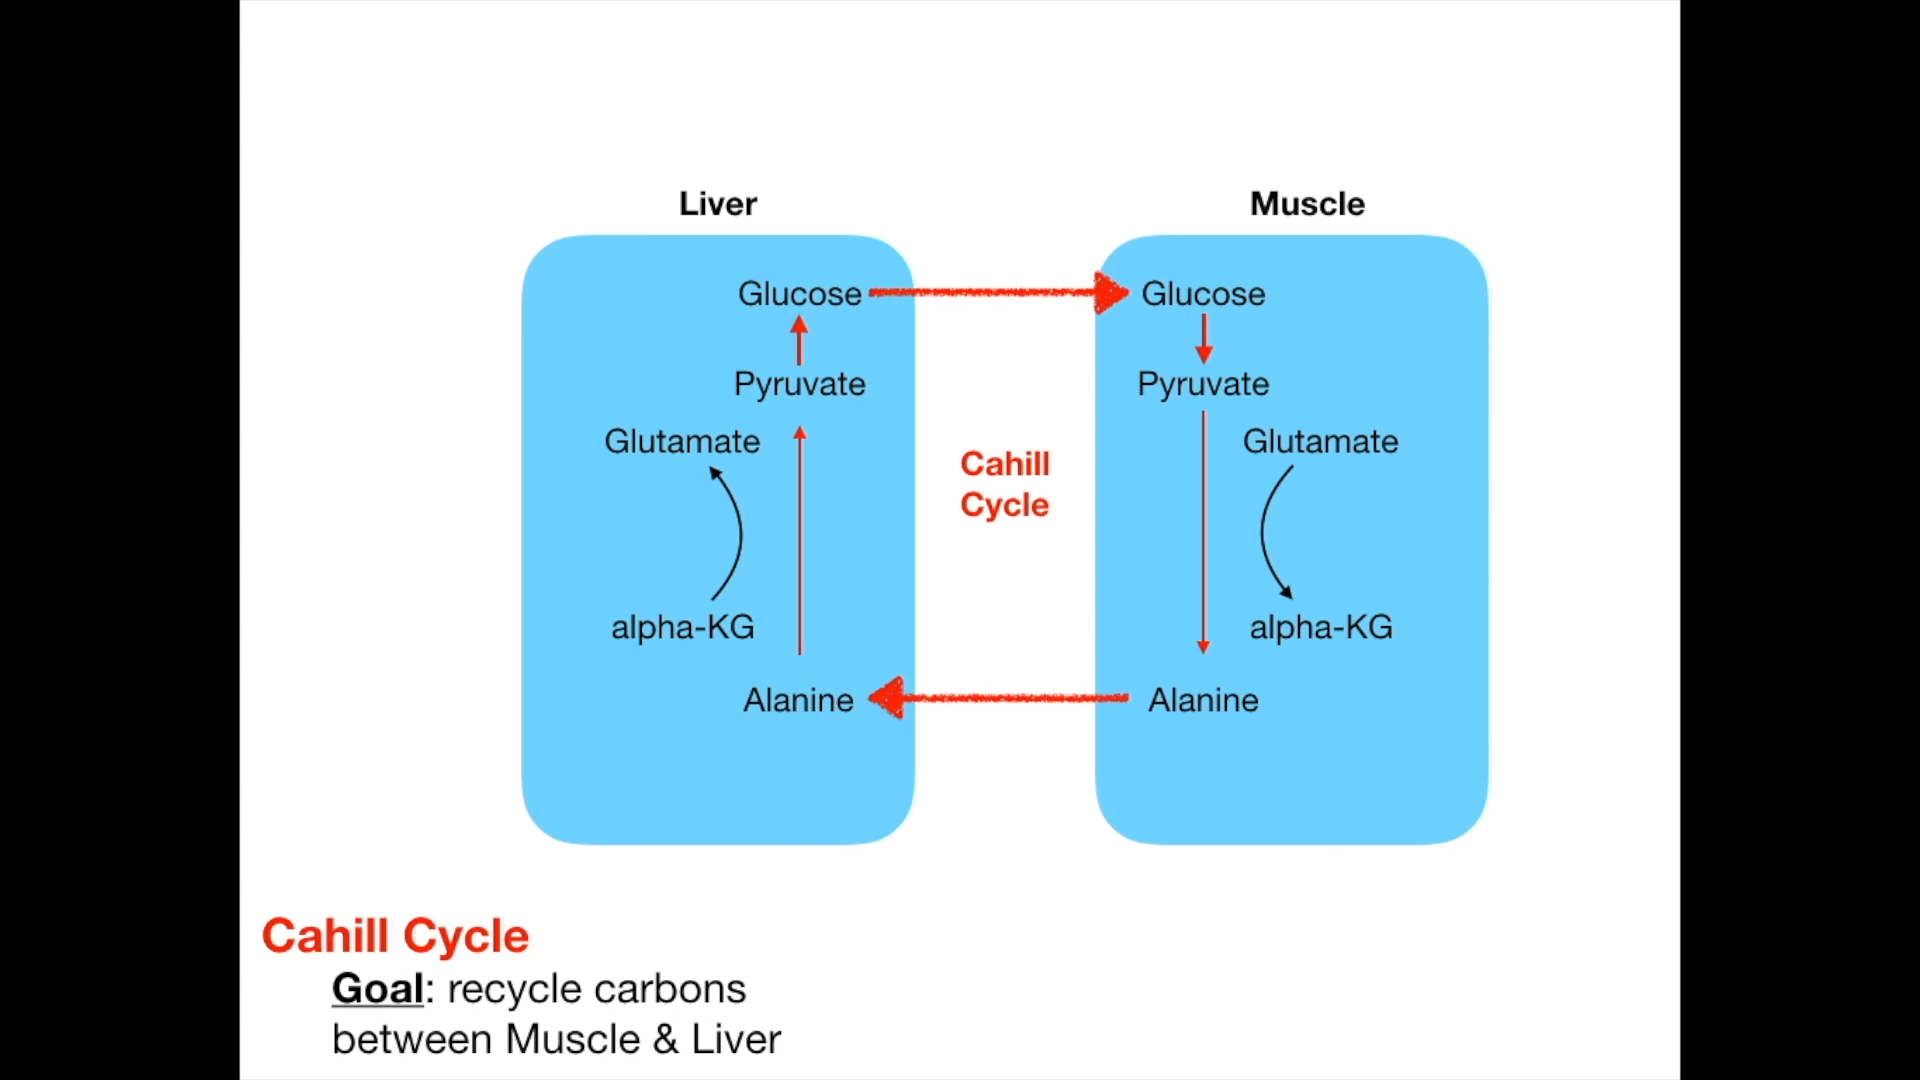 Liver
Muscle
Glucose
Glucose
Pyruvate
Pyruvate
Glutamate
Glutamate
Cahill
Cycle
alpha-KG
alpha-KG
Alanine
Alanine
Cahill Cycle
Goal: recycle carbons
between Muscle & Liver